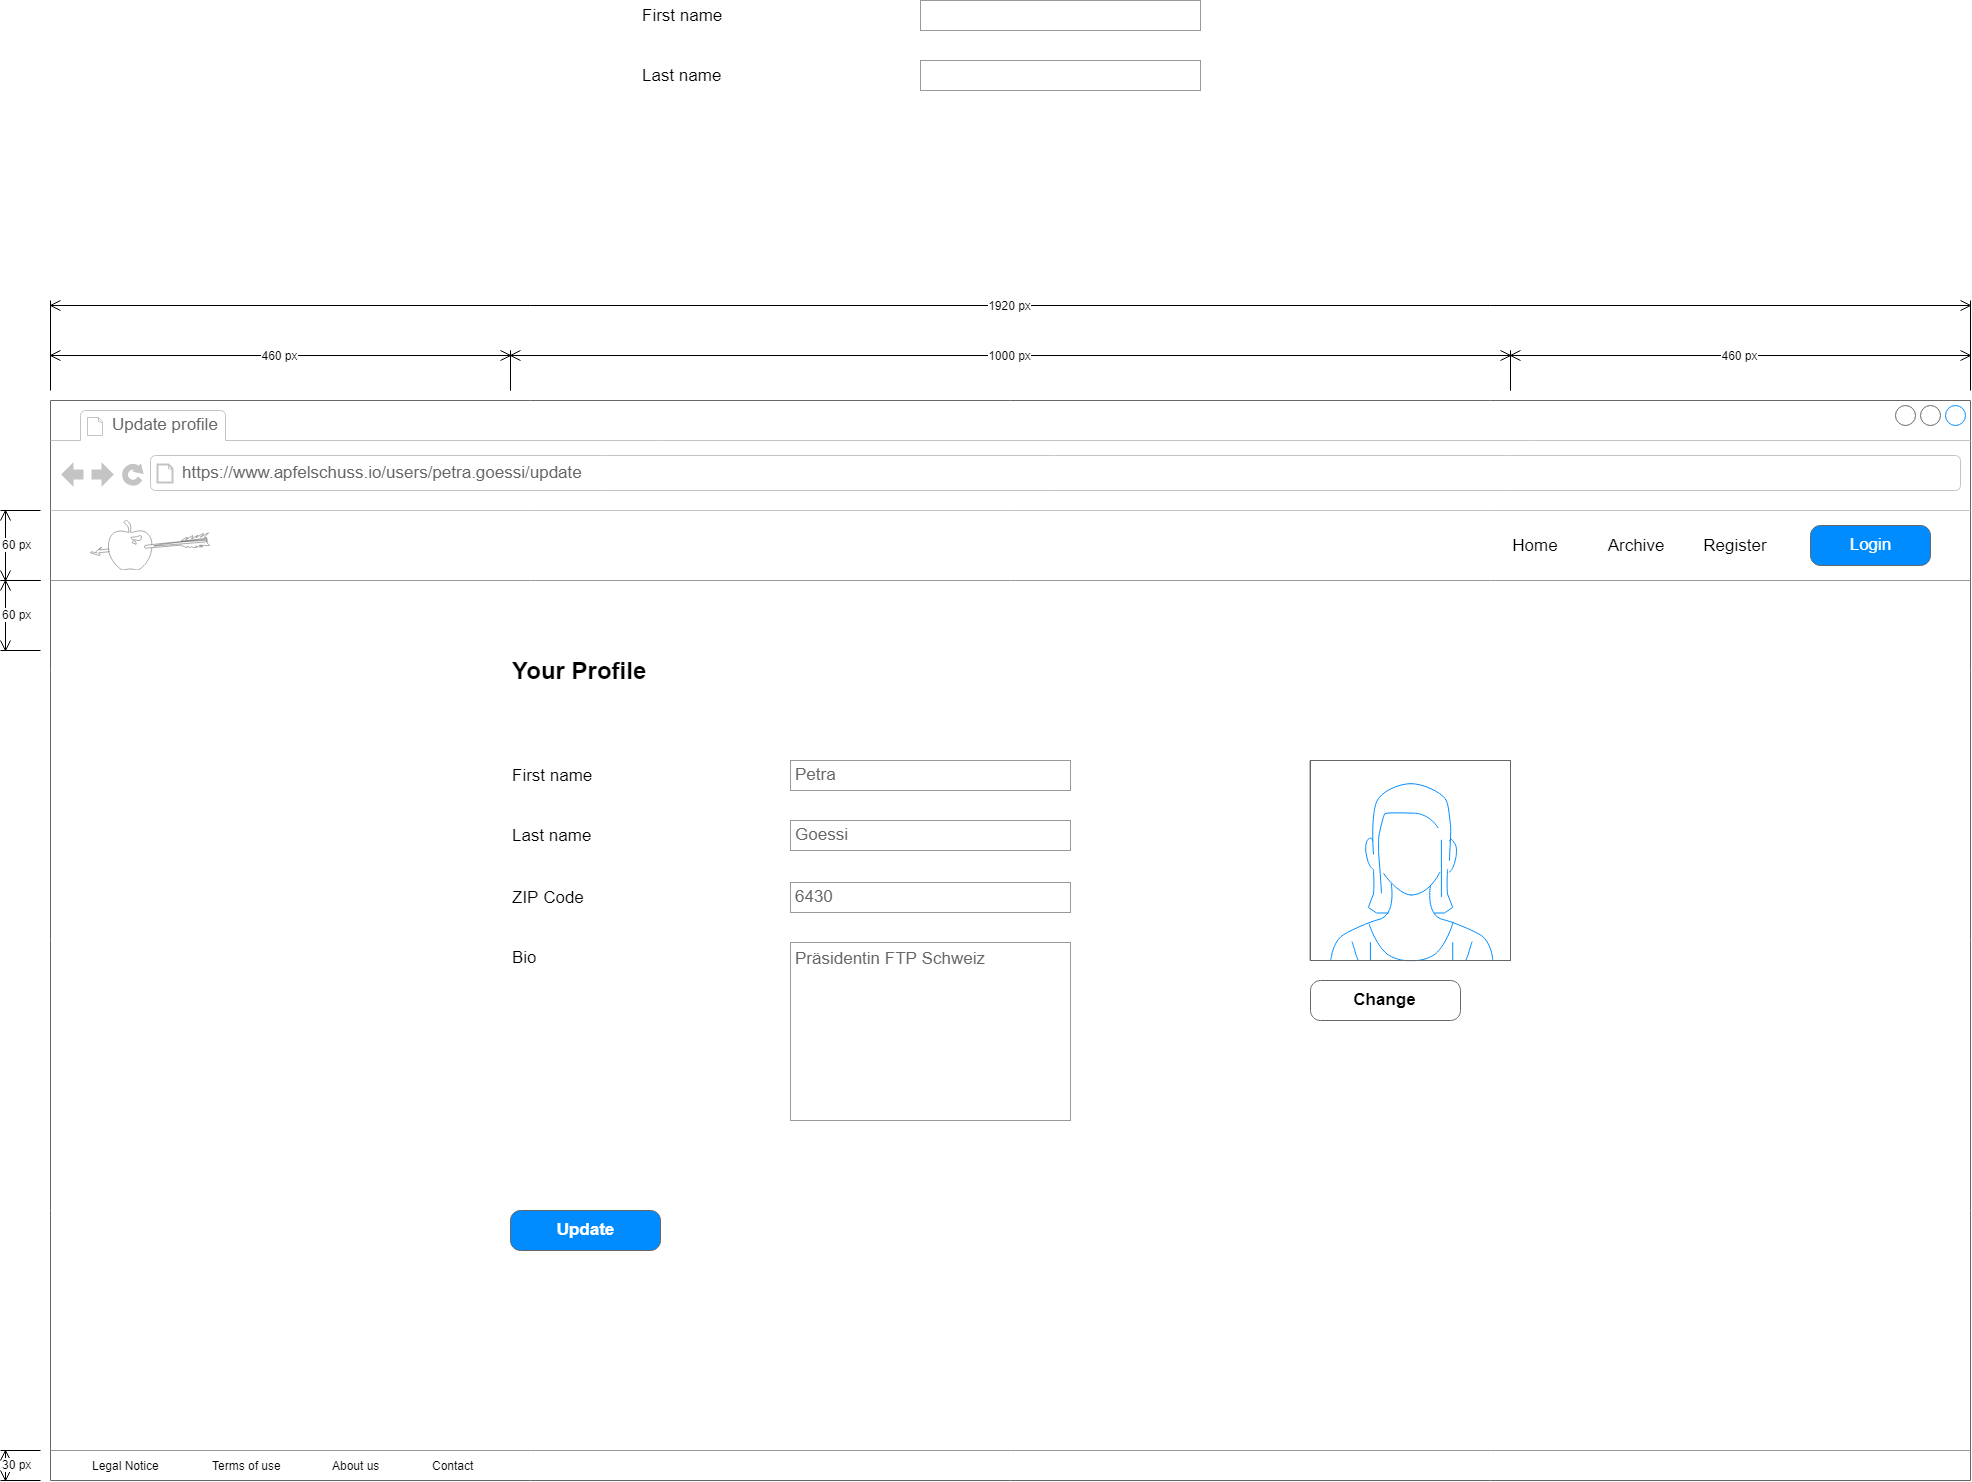 First name
Last name
1920 px
460 px
1000 px
460 px
Update profile
https://www.apfelschuss.io/users/petra.goessi/update
60 px
Home
Archive
Register
Login
60 px
Your Profile
First name
Petra
Last name
Goessi
ZIP Code
6430
Bio
Präsidentin FTP Schweiz
Change
Update
30 px
Legal Notice
Terms of use
About us
Contact